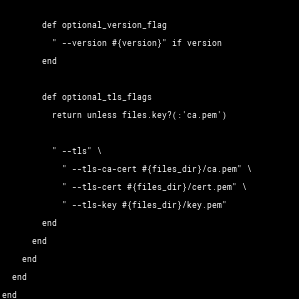 def optional_version_flag
" --version #{version}" if version
end
def optional_tls_flags
return unless files.key?(:'ca.pem')
" --tls" \
" --tls-ca-cert #{files_dir}/ca.pem" \
" --tls-cert #{files_dir}/cert.pem" \
" --tls-key #{files_dir}/key.pem"
end
end
end
end
end